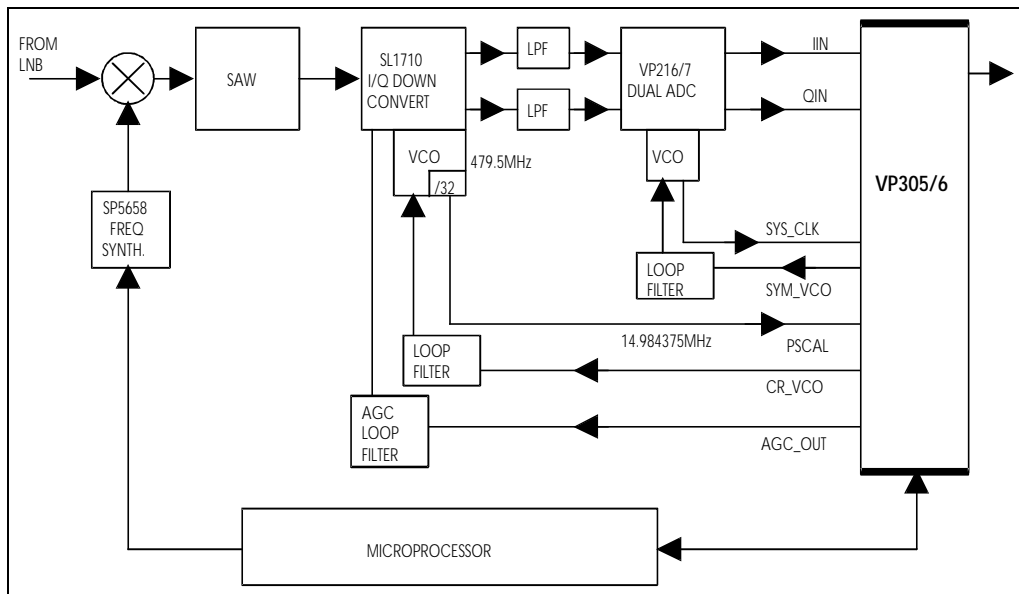 FROM
LNB
SAW
SL1710
I/Q DOWN
CONVERT
LPF
LPF
VP216/7
DUAL ADC
IIN
QIN
VCO
479.5MHz
/32
VCO
VP305/6
SP5658
FREQ
SYNTH.
SYS_CLK
LOOP
FILTER
SYM_VCO
14.984375MHz
PSCAL
LOOP
FILTER
CR_VCO
AGC
LOOP
FILTER
AGC_OUT
MICROPROCESSOR